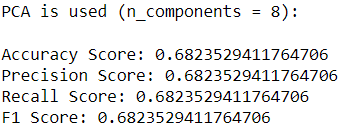 PCA is used (n_components = 8):
Accuracy Score: 0.6823529411764706
Precision Score: 0.6823529411764706
Recall Score: 0.6823529411764706
F1 Score: 0.6823529411764706